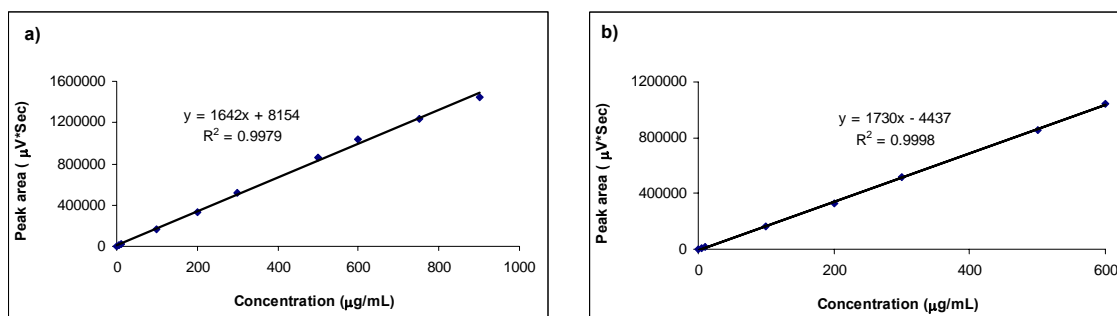 a)
1600000
1200000
800000
400000
0
0 200 400 600 800 1000
Peak area ( μV*Sec)
Concentration (μg/mL)
y = 1642x + 8154
R² = 0.9979
b)
1200000
800000
400000
0
0 200 400 600
Peak area ( μV*Sec)
Concentration (μg/mL)
y = 1730x - 4437
R² = 0.9998